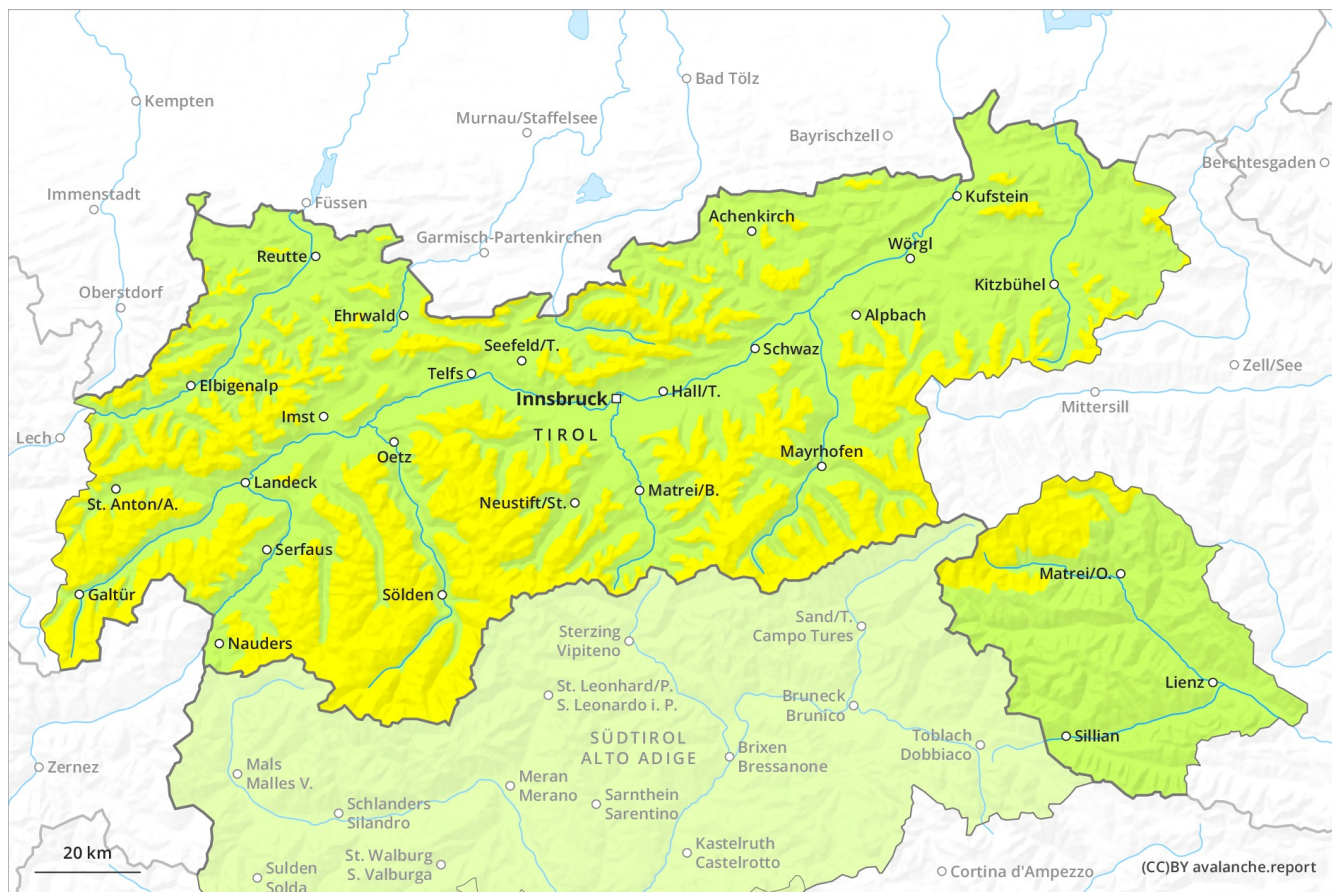 Bad Tölz
Kempten
Murnau/Staffelsee
Bayrischzell
Berchtesgaden
Immenstadt
Füssen
Kufstein
Achenkirch
Garmisch-Partenkirchen
Wörgl
Reutte
Kitzbühel
Oberstdorf
Ehrwald
Alpbach
Seefeld/T.
Schwaz
Zell/See
Telfs
Elbigenalp
Hall/T.
Innsbruck
Mittersill
Imst
Lech
TIROL
Oetz
Mayrhofen
Landeck
St. Anton/A.
Matrei/B.
Neustift/St.
Serfaus
Matrei/O.
Galtür
Sölden
Sand/T.
Campo Tures
Sterzing
Vipiteno
Nauders
Lienz
St. Leonhard/P.
S. Leonardo i. P.
Bruneck
Brunico
SÜDTIROL
ALTO ADIGE
Toblach
Dobbiaco
Sillian
Brixen
Bressanone
Zernez
Mals
Malles V.
Meran
Merano
Schlanders
Silandro
Sarnthein
Sarentino
Kastelruth
Castelrotto
20 km
St. Walburg
S. Valburga
Sulden
Solda
Cortina d'Ampezzo
(CC)BY avalanche.report